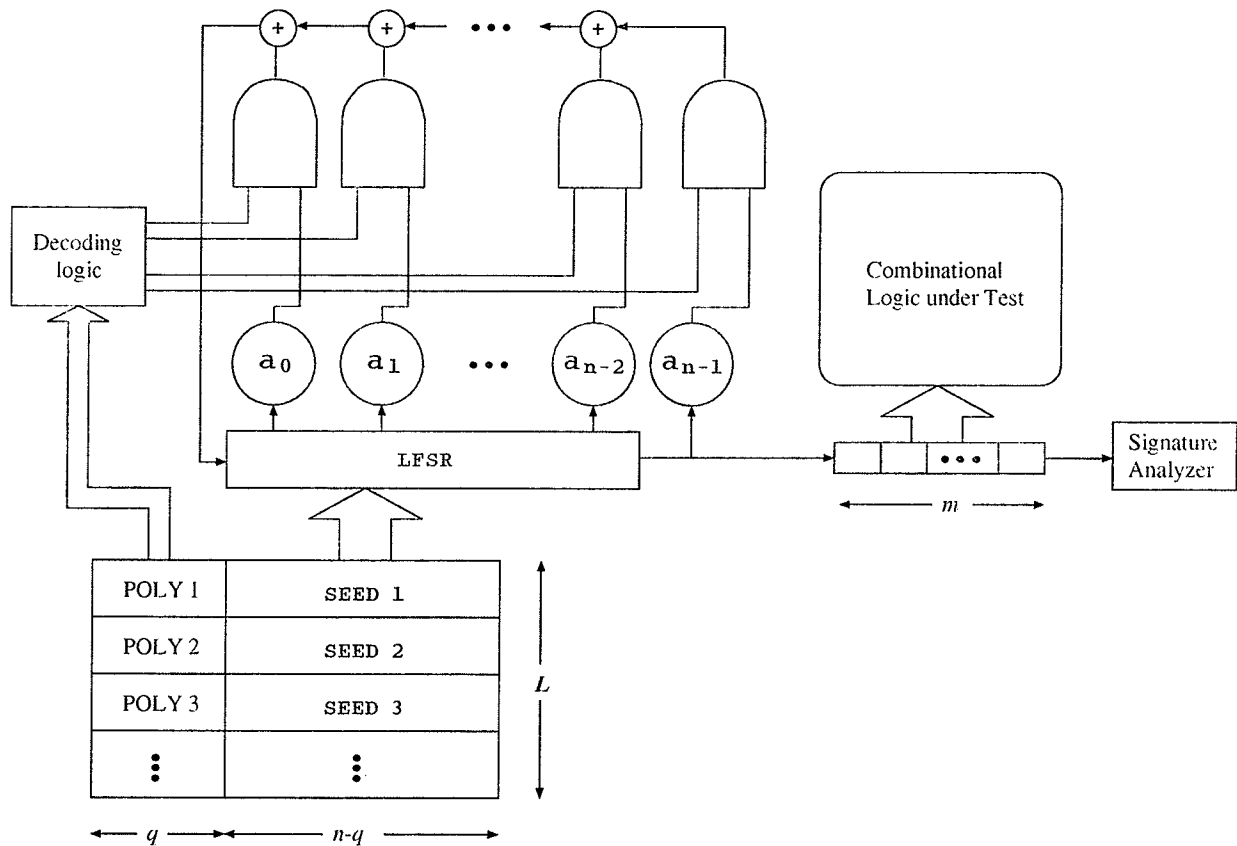 + + ••• +
Decoding
logic
Combinational
Logic under Test
a0 a1 ••• an-2 an-1
LFSR
•••
Signature
Analyzer
m
POLY 1 SEED 1
POLY 2 SEED 2
POLY 3 SEED 3
L
q n-q